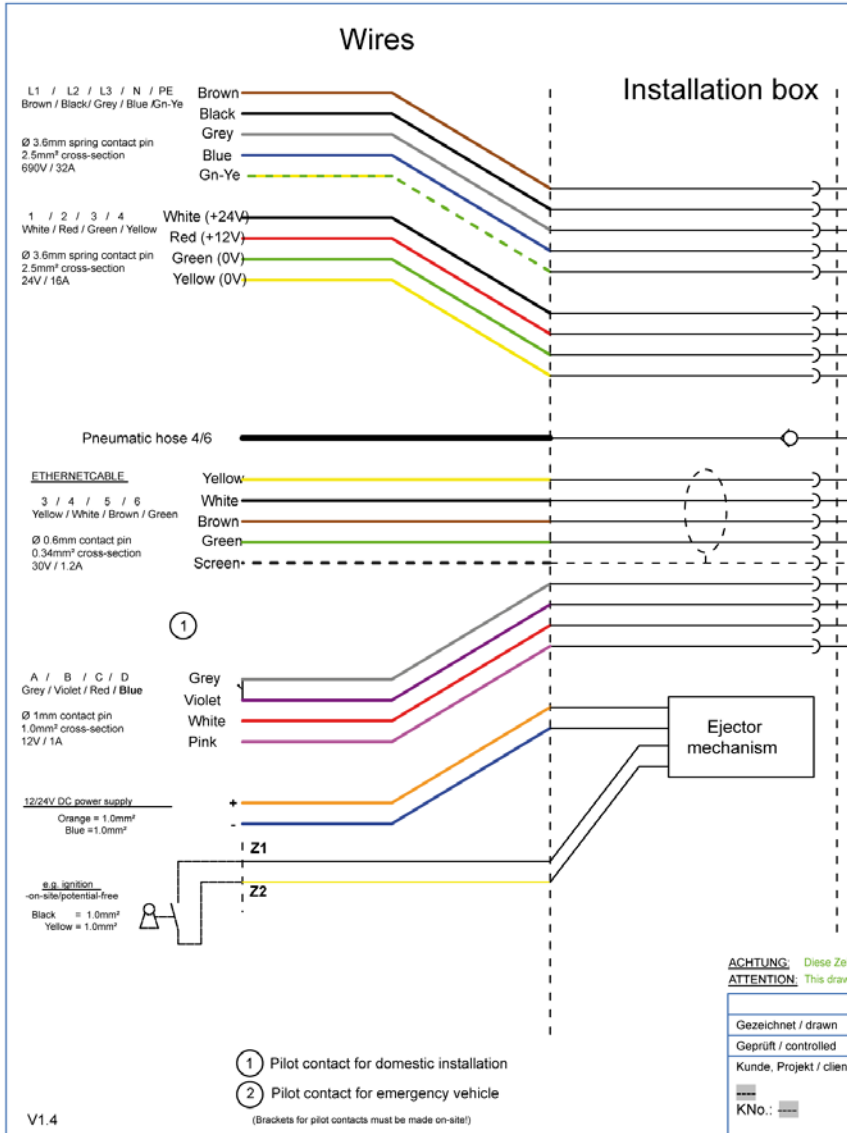 Wires
Installation box
L1 / L2 / L3 / N / PE
Brown / Black/ Grey / Blue /Gn-Ye
Ø 3.6mm spring contact pin
2.5mm² cross-section
690V / 32A
Brown
Black
Grey
Blue
Gn-Ye
1 / 2 / 3 / 4
White / Red / Green / Yellow
Ø 3.6mm spring contact pin
2.5mm² cross-section
24V / 16A
White (+24V)
Red (+12V)
Green (0V)
Yellow (0V)
Pneumatic hose 4/6
ETHERNETCABLE
3 / 4 / 5 / 6
Yellow / White / Brown / Green
Ø 0.6mm contact pin
0.34mm² cross-section
30V / 1.2A
Yellow
White
Brown
Green
Screen
1
A / B / C / D
Grey / Violet / Red / Blue
Ø 1mm contact pin
1.0mm² cross-section
12V / 1A
Grey
Violet
White
Pink
Ejector
mechanism
12/24V DC power supply
Orange = 1.0mm²
Blue =1.0mm²
+
-
Z1
Z2
e.g. ignition
-on-site/potential-free
Black = 1.0mm²
Yellow = 1.0mm²
ACHTUNG: Diese Ze
ATTENTION: This draw
Gezeichnet / drawn
Geprüft / controlled
Kunde, Projekt / clien
----
KNo.: ----
1 Pilot contact for domestic installation
2 Pilot contact for emergency vehicle
(Brackets for pilot contacts must be made on-site!)
V1.4